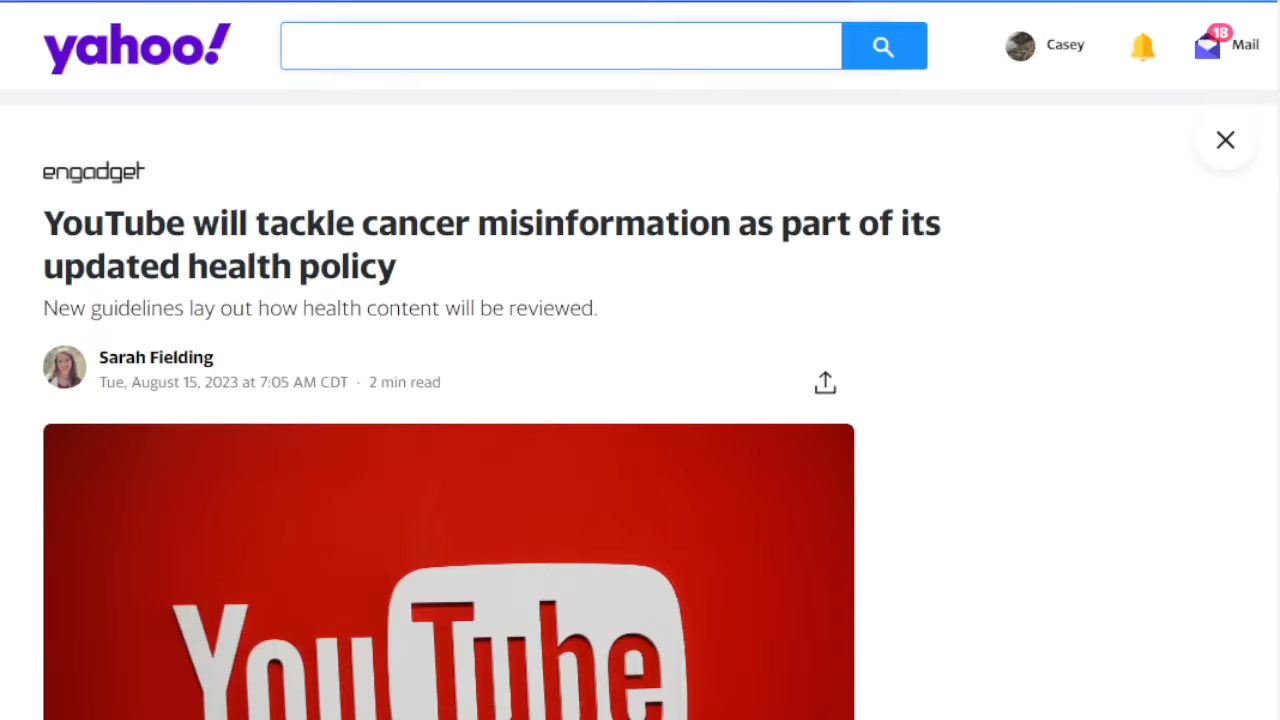 yahoo!
Casey
18
Mail
engadget
YouTube will tackle cancer misinformation as part of its
updated health policy
New guidelines lay out how health content will be reviewed.
Sarah Fielding
Tue, August 15, 2023 at 7:05 AM CDT · 2 min read
YouTube